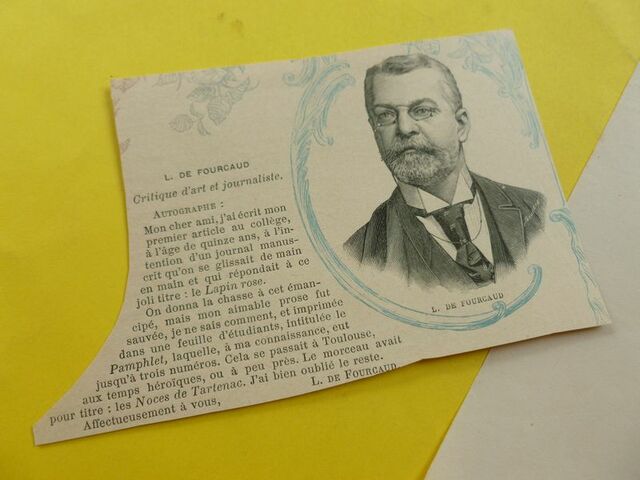 L. DE FOURCAUD
Critique d'art et journaliste.
AUTOGRAPHE :
Mon cher ami, j'ai écrit mon
premier article au collège,
à l'âge de quinze ans, à l'in-
tention d'un journal manus-
crit qu'on se glissait de main
en main et qui répondait à ce
joli titre : le Lapin rose.
On donna la chasse à cet éman-
cipé, mais mon aimable prose fut
sauvée, je ne sais comment, et imprimée
dans une feuille d'étudiants, intitulée le
Pamphlet, laquelle, à ma connaissance, eut
jusqu'à trois numéros. Cela se passait à Toulouse,
aux temps héroïques, ou à peu près. Le morceau avait
pour titre : les Noces de Tartenac. J'ai bien oublié le reste.
Affectueusement à vous,
L. DE FOURCAUD
L. DE FOURCAUD